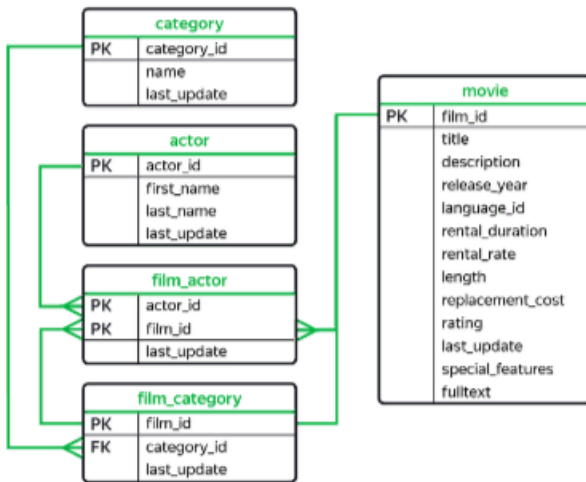 category
PK category_id
name
last_update
actor
PK actor_id
first_name
last_name
last_update
film_actor
PK actor_id
PK film_id
last_update
film_category
PK film_id
FK category_id
last_update
movie
PK film_id
title
description
release_year
language_id
rental_duration
rental_rate
length
replacement_cost
rating
last_update
special_features
fulltext